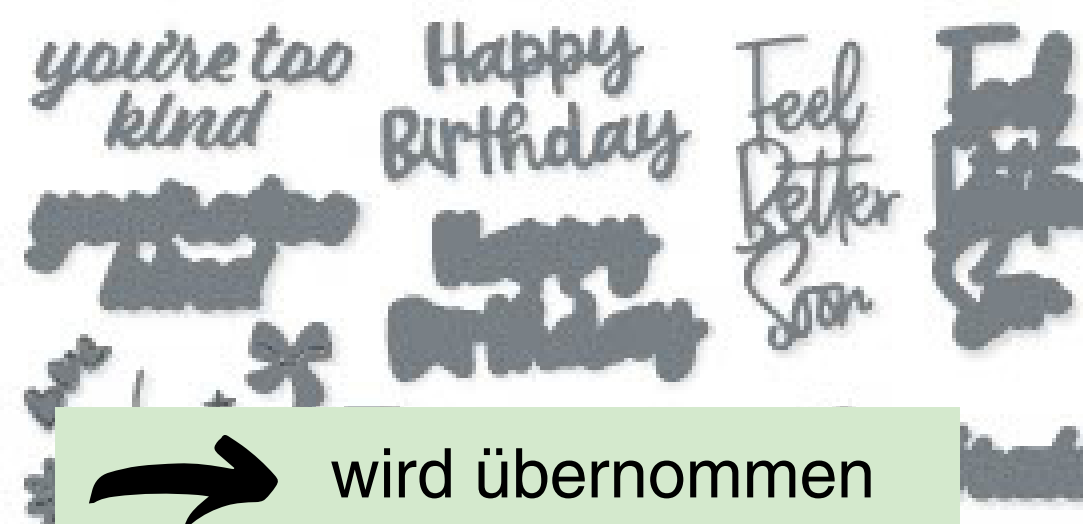 you're too
kind
Happy
Birthday
Feel
Better
Soon
wird übernommen